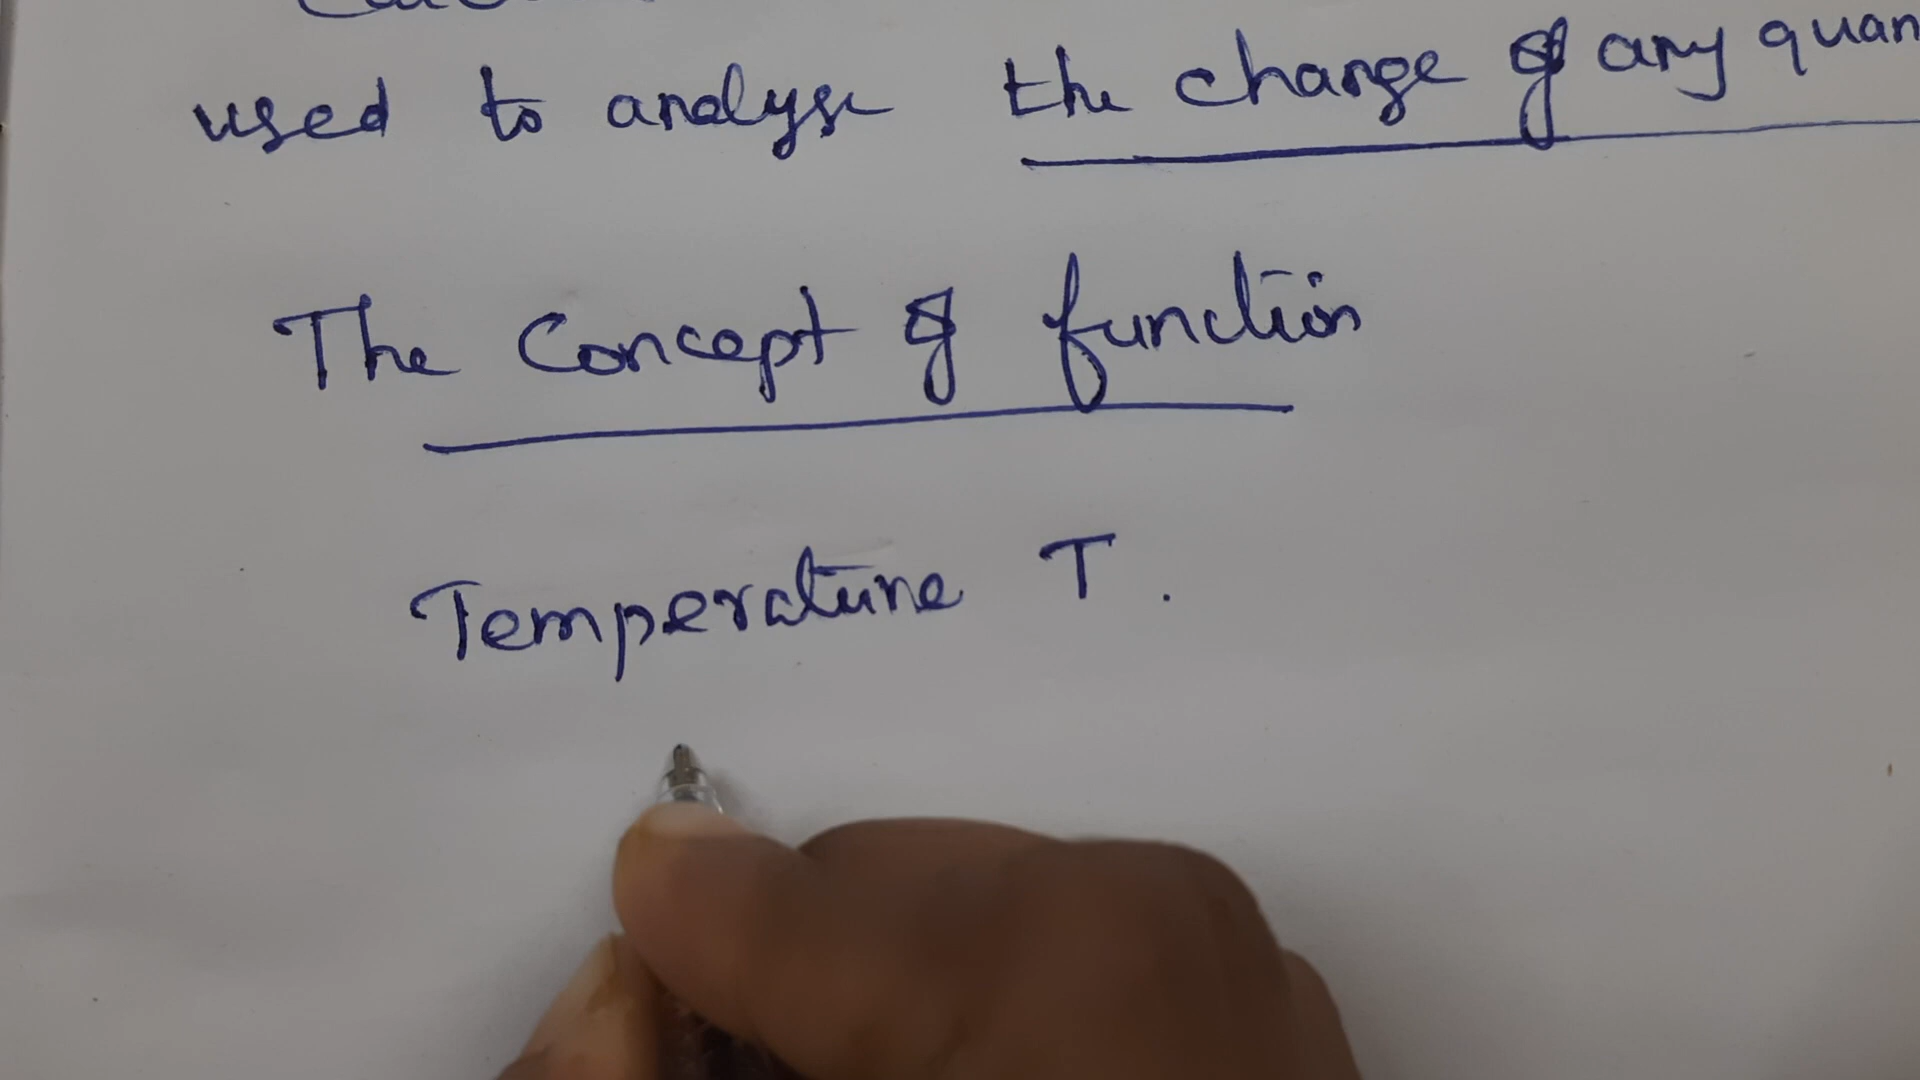 used to analyse the change of any quan
The Concept of function
Temperature T.